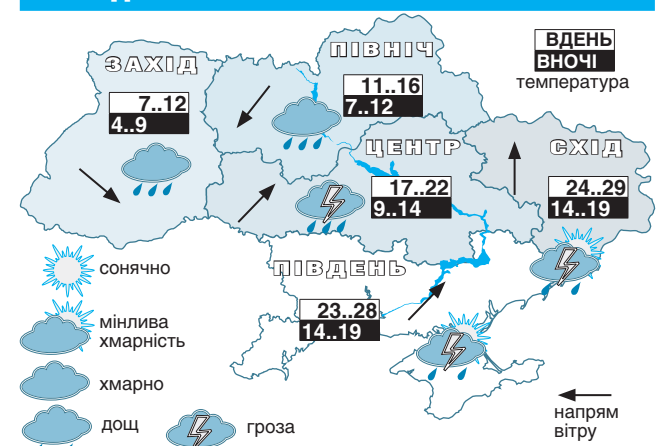 ПІВНІЧ
ВДЕНЬ
ВНОЧІ
температура
ЗАХІД
11..16
7..12
7..12
4..9
ЦЕНТР
СХІД
17..22
9..14
24..29
14..19
ПІВДЕНЬ
23..28
14..19
сонячно
мінлива
хмарність
хмарно
дощ
гроза
напрям
вітру